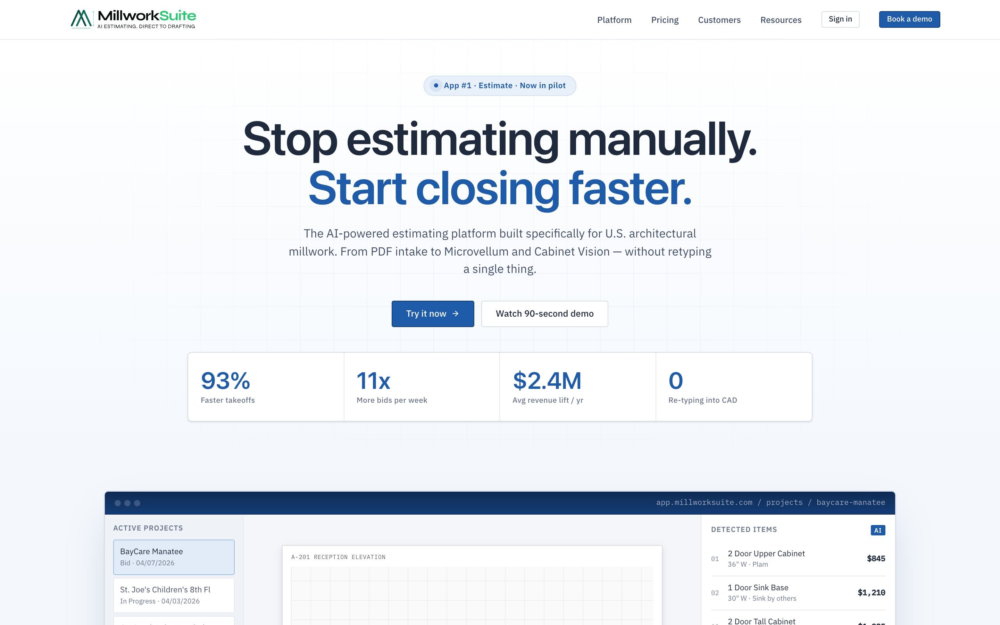 MillworkSuite
AI ESTIMATING. DIRECT TO DRAFTING
Platform
Pricing
Customers
Resources
Sign in
Book a demo
App #1 · Estimate · Now in pilot
Stop estimating manually.
Start closing faster.
The AI-powered estimating platform built specifically for U.S. architectural
millwork. From PDF intake to Microvellum and Cabinet Vision — without retyping
a single thing.
Try it now →
Watch 90-second demo
93%
Faster takeoffs
11x
More bids per week
$2.4M
Avg revenue lift / yr
0
Re-typing into CAD
app.millworksuite.com / projects / baycare-manatee
ACTIVE PROJECTS
BayCare Manatee
Bid · 04/07/2026
St. Joe's Children's 8th Fl
In Progress · 04/03/2026
A-201 RECEPTION ELEVATION
DETECTED ITEMS
AI
01
2 Door Upper Cabinet
36" W · Plam
$845
02
1 Door Sink Base
30" W · Sink by others
$1,210
2 Door Tall Cabinet